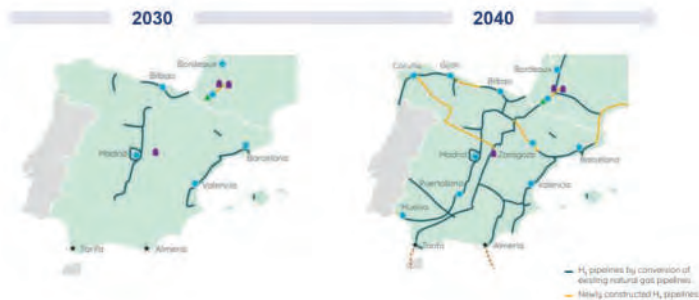 2030
2040
Bordeaux
Bilbao
Madrid
Barcelona
Valencia
Tarifa
Almeria
Coruña
Gijon
Bordeaux
Bilbao
Madrid
Zaragoza
Barcelona
Puertollano
Valencia
Huelva
Tarifa
Almeria
H₂ pipelines by conversion of
existing natural gas pipelines
Newly constructed H₂ pipelines